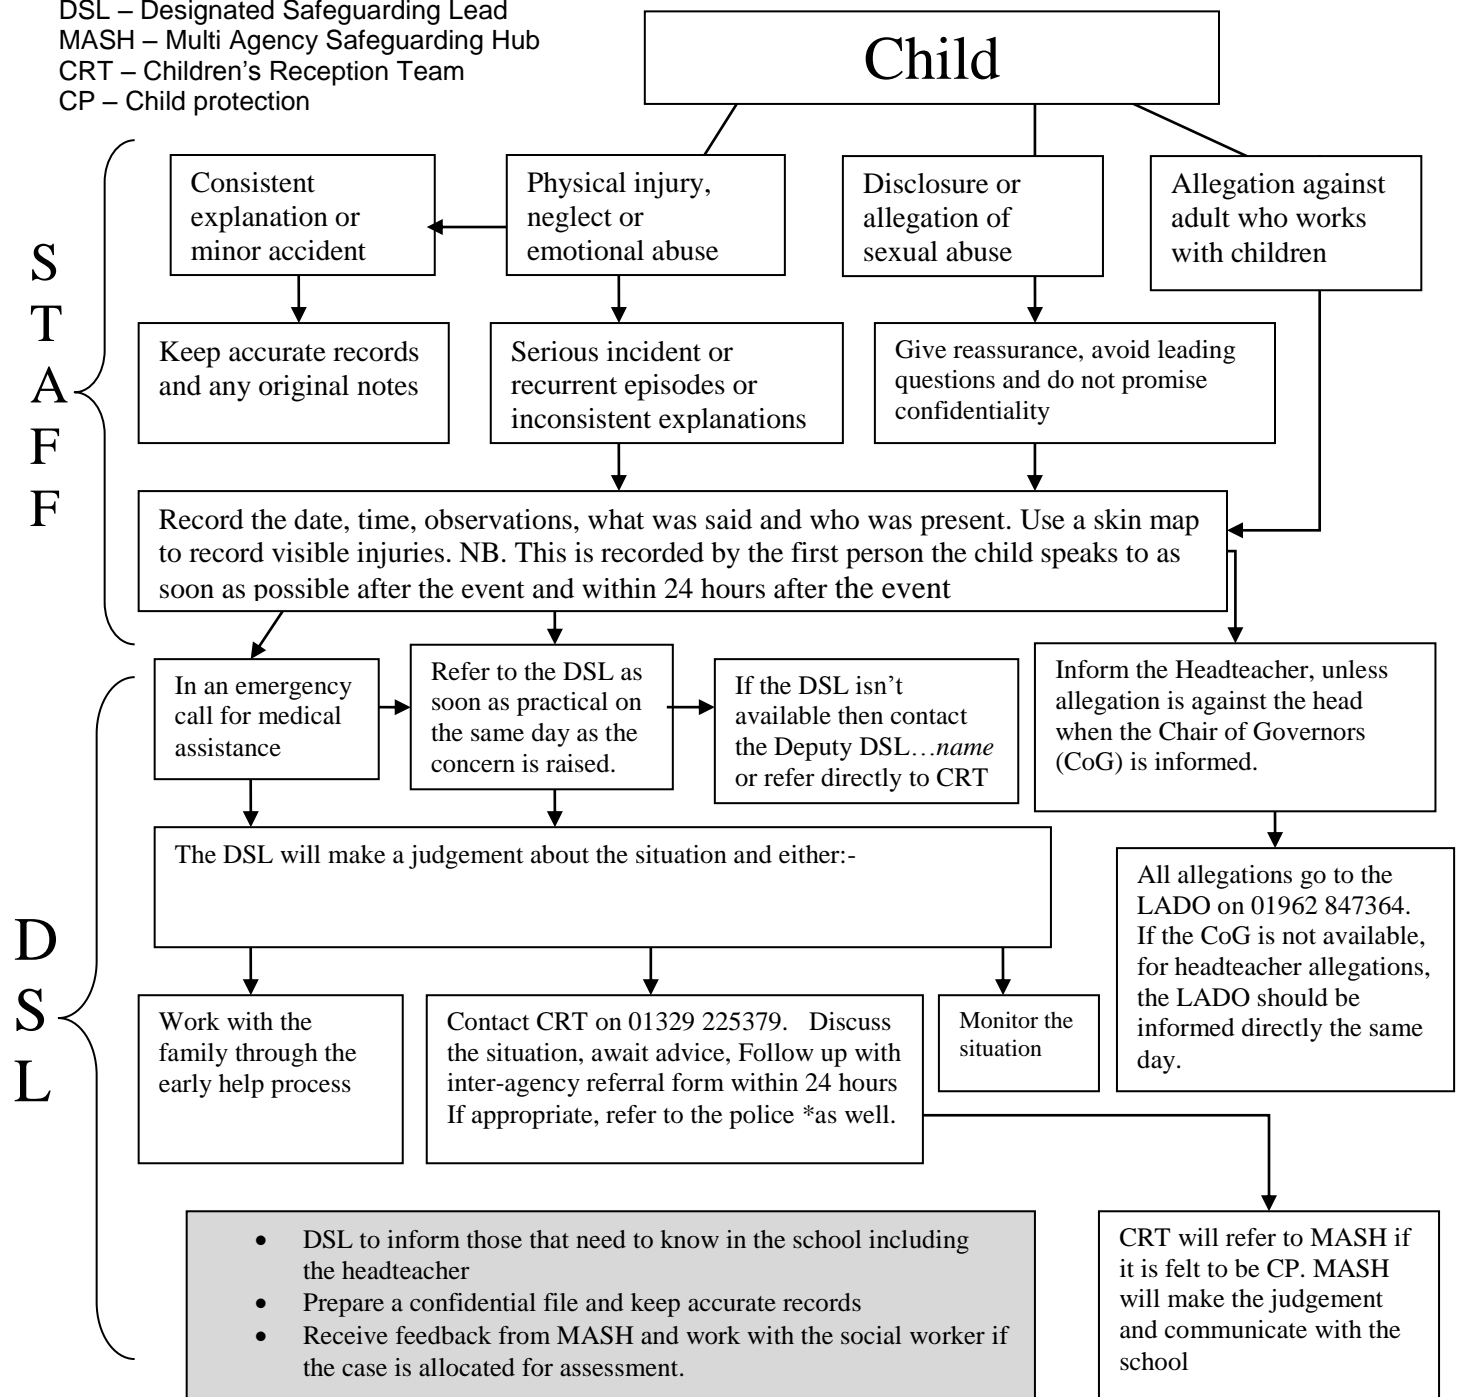 DSL – Designated Safeguarding Lead
MASH – Multi Agency Safeguarding Hub
CRT – Children's Reception Team
CP – Child protection
Child
S
T
A
F
F
Consistent
explanation or
minor accident
Physical injury,
neglect or
emotional abuse
Disclosure or
allegation of
sexual abuse
Allegation against
adult who works
with children
Keep accurate records
and any original notes
Serious incident or
recurrent episodes or
inconsistent explanations
Give reassurance, avoid leading
questions and do not promise
confidentiality
Record the date, time, observations, what was said and who was present. Use a skin map
to record visible injuries. NB. This is recorded by the first person the child speaks to as
soon as possible after the event and within 24 hours after the event
D
S
L
In an emergency
call for medical
assistance
Refer to the DSL as
soon as practical on
the same day as the
concern is raised.
If the DSL isn't
available then contact
the Deputy DSL…name
or refer directly to CRT
Inform the Headteacher, unless
allegation is against the head
when the Chair of Governors
(CoG) is informed.
The DSL will make a judgement about the situation and either:-
All allegations go to the
LADO on 01962 847364.
If the CoG is not available,
for headteacher allegations,
the LADO should be
informed directly the same
day.
Work with the
family through the
early help process
Contact CRT on 01329 225379. Discuss
the situation, await advice, Follow up with
inter-agency referral form within 24 hours
If appropriate, refer to the police *as well.
Monitor the
situation
• DSL to inform those that need to know in the school including
the headteacher
• Prepare a confidential file and keep accurate records
• Receive feedback from MASH and work with the social worker if
the case is allocated for assessment.
CRT will refer to MASH if
it is felt to be CP. MASH
will make the judgement
and communicate with the
school